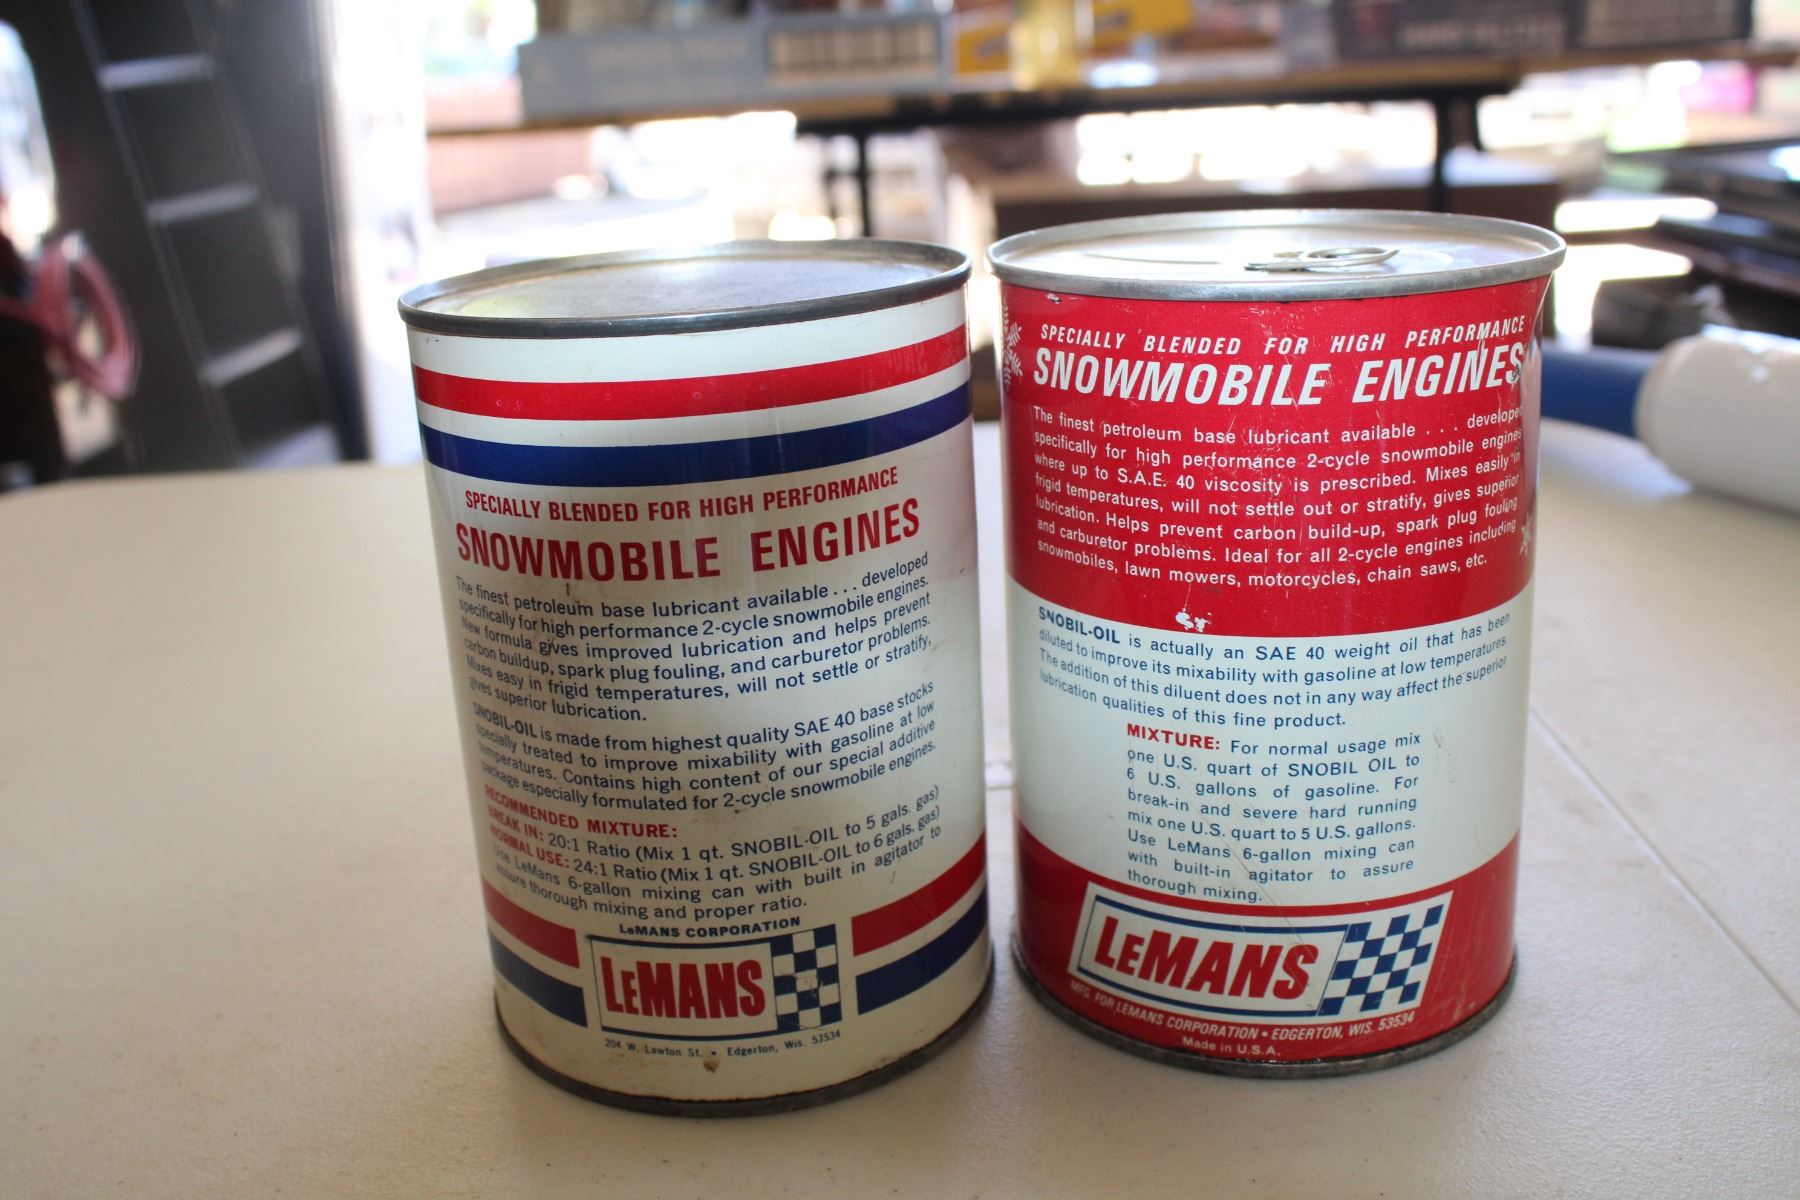 SPECIALLY BLENDED FOR HIGH PERFORMANCE
SNOWMOBILE ENGINES
The finest petroleum base lubricant available . . . developed
specifically for high performance 2-cycle snowmobile engines.
New formula gives improved lubrication and helps prevent
carbon buildup, spark plug fouling, and carburetor problems.
Mixes easy in frigid temperatures, will not settle or stratify,
gives superior lubrication.
SNOBIL-OIL is made from highest quality SAE 40 base stocks
specially treated to improve mixability with gasoline at low
temperatures. Contains high content of our special additive
package especially formulated for 2-cycle snowmobile engines.
RECOMMENDED MIXTURE:
BREAK IN: 20:1 Ratio (Mix 1 qt. SNOBIL-OIL to 5 gals. gas)
NORMAL USE: 24:1 Ratio (Mix 1 qt. SNOBIL-OIL to 6 gals. gas)
Use LeMans 6-gallon mixing can with built in agitator to
assure thorough mixing and proper ratio.
LeMANS CORPORATION
LEMANS
204 W. Lawton St. • Edgerton, Wis. 53534
SPECIALLY BLENDED FOR HIGH PERFORMANCE
SNOWMOBILE ENGINES
The finest petroleum base lubricant available . . . developed
specifically for high performance 2-cycle snowmobile engines
where up to S.A.E. 40 viscosity is prescribed. Mixes easily in
frigid temperatures, will not settle out or stratify, gives superior
lubrication. Helps prevent carbon build-up, spark plug fouling
and carburetor problems. Ideal for all 2-cycle engines including
snowmobiles, lawn mowers, motorcycles, chain saws, etc.
SNOBIL-OIL is actually an SAE 40 weight oil that has been
diluted to improve its mixability with gasoline at low temperatures.
The addition of this diluent does not in any way affect the superior
lubrication qualities of this fine product.
MIXTURE: For normal usage mix
one U.S. quart of SNOBIL OIL to
6 U.S. gallons of gasoline. For
break-in and severe hard running
mix one U.S. quart to 5 U.S. gallons.
Use LeMans 6-gallon mixing can
with built-in agitator to assure
thorough mixing.
LEMANS
MFG. FOR LEMANS CORPORATION • EDGERTON, WIS. 53534
Made in U.S.A.